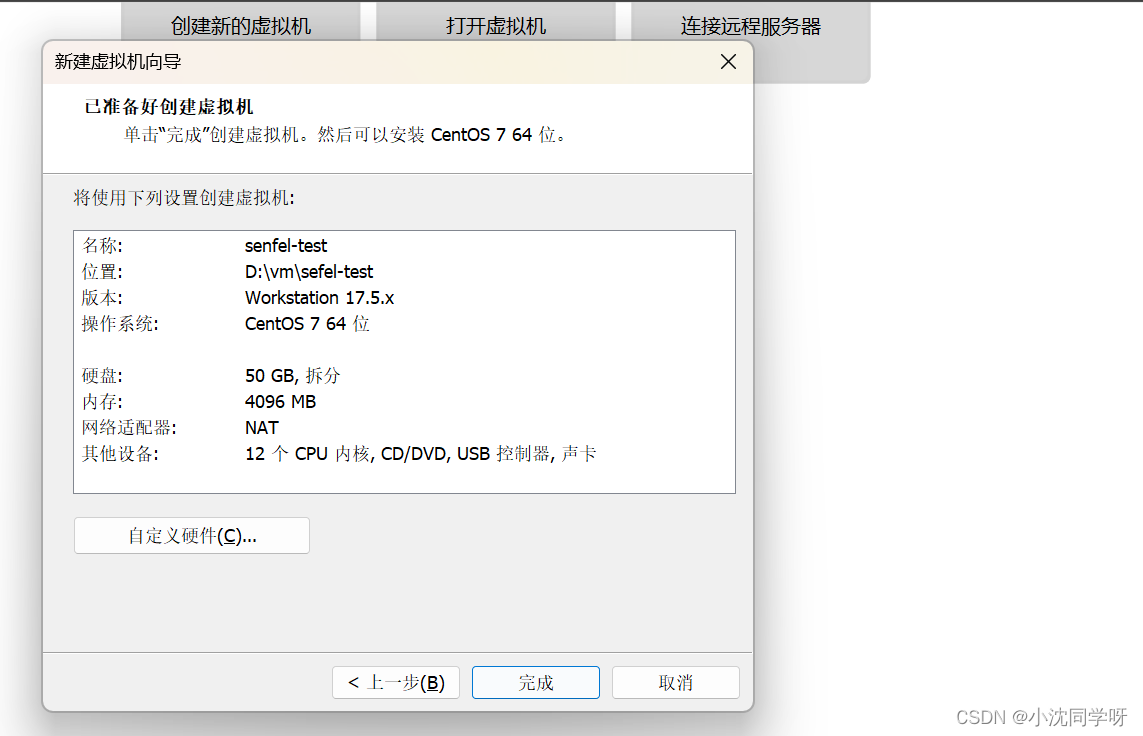 创建新的虚拟机 打开虚拟机 连接远程服务器
新建虚拟机向导
已准备好创建虚拟机
单击“完成”创建虚拟机。然后可以安装 CentOS 7 64 位。
将使用下列设置创建虚拟机:
名称: senfel-test
位置: D:\vm\sefel-test
版本: Workstation 17.5.x
操作系统: CentOS 7 64 位
硬盘: 50 GB, 拆分
内存: 4096 MB
网络适配器: NAT
其他设备: 12 个 CPU 内核, CD/DVD, USB 控制器, 声卡
自定义硬件(C)...
< 上一步(B) 完成 取消
CSDN @小沈同学呀